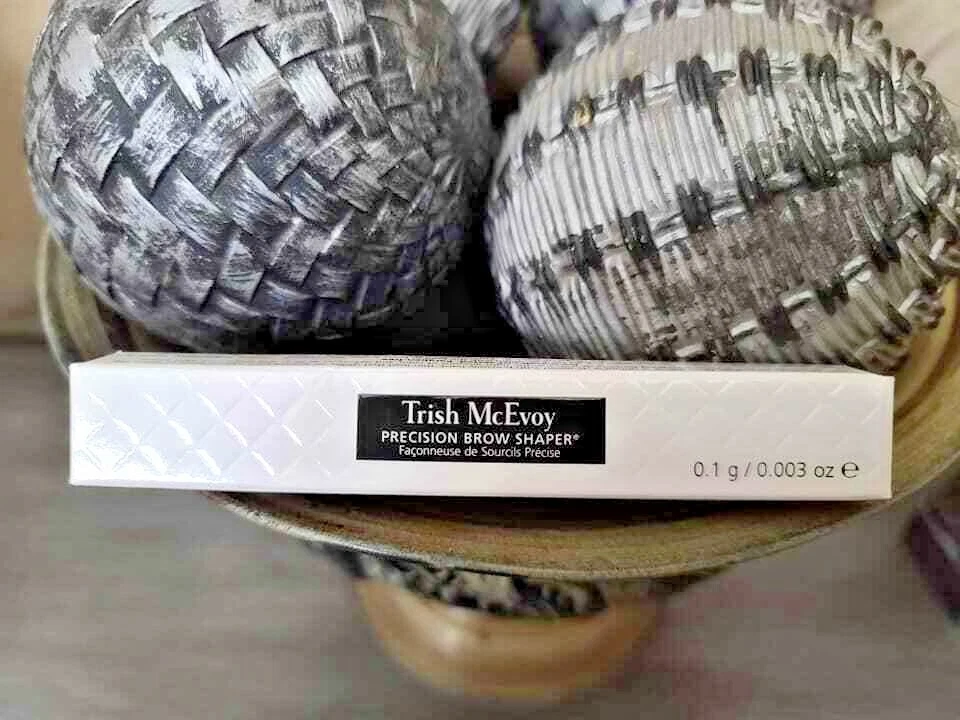 Trish McEvoy
PRECISION BROW SHAPER®
Façonneuse de Sourcils Précise
0.1 g / 0.003 oz ℮